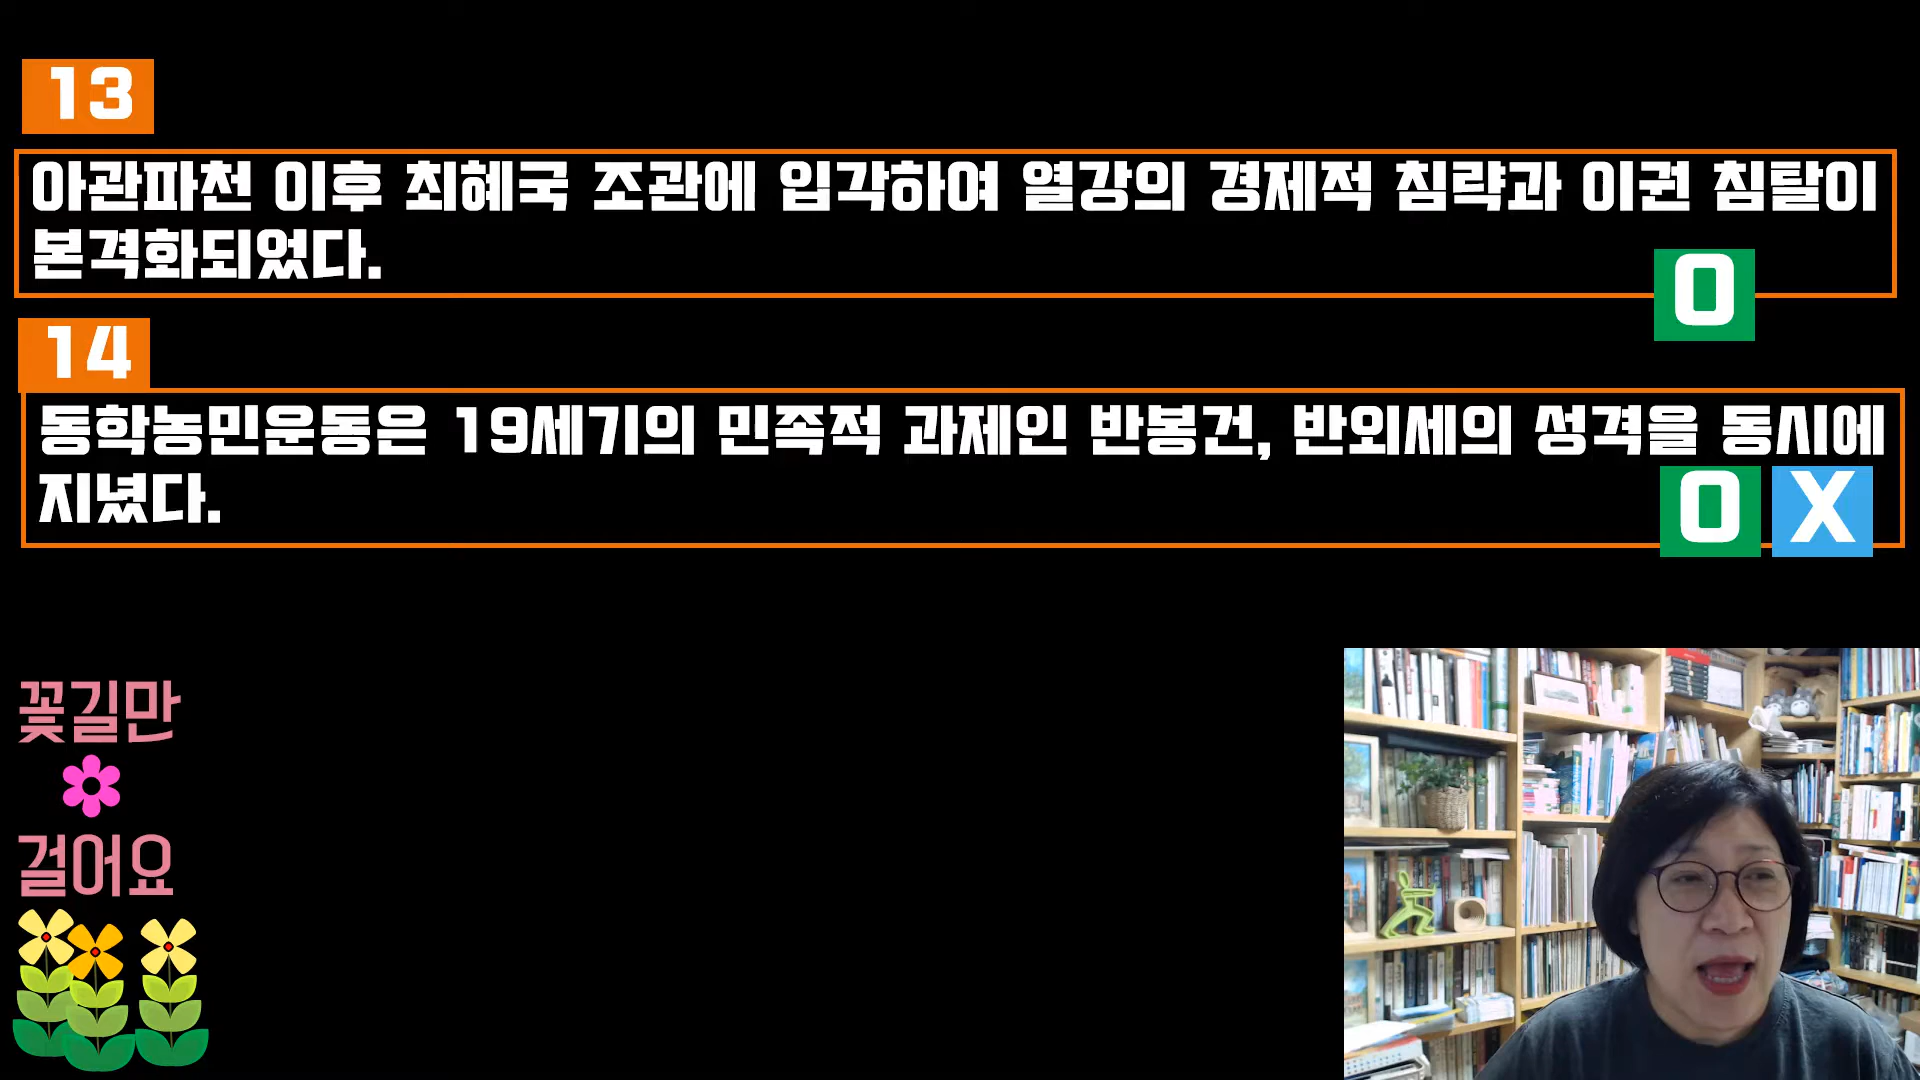 13
아관파천 이후 최혜국 조관에 입각하여 열강의 경제적 침략과 이권 침탈이
본격화되었다.
O
14
동학농민운동은 19세기의 민족적 과제인 반봉건, 반외세의 성격을 동시에
지녔다.
O X
꽃길만
걸어요